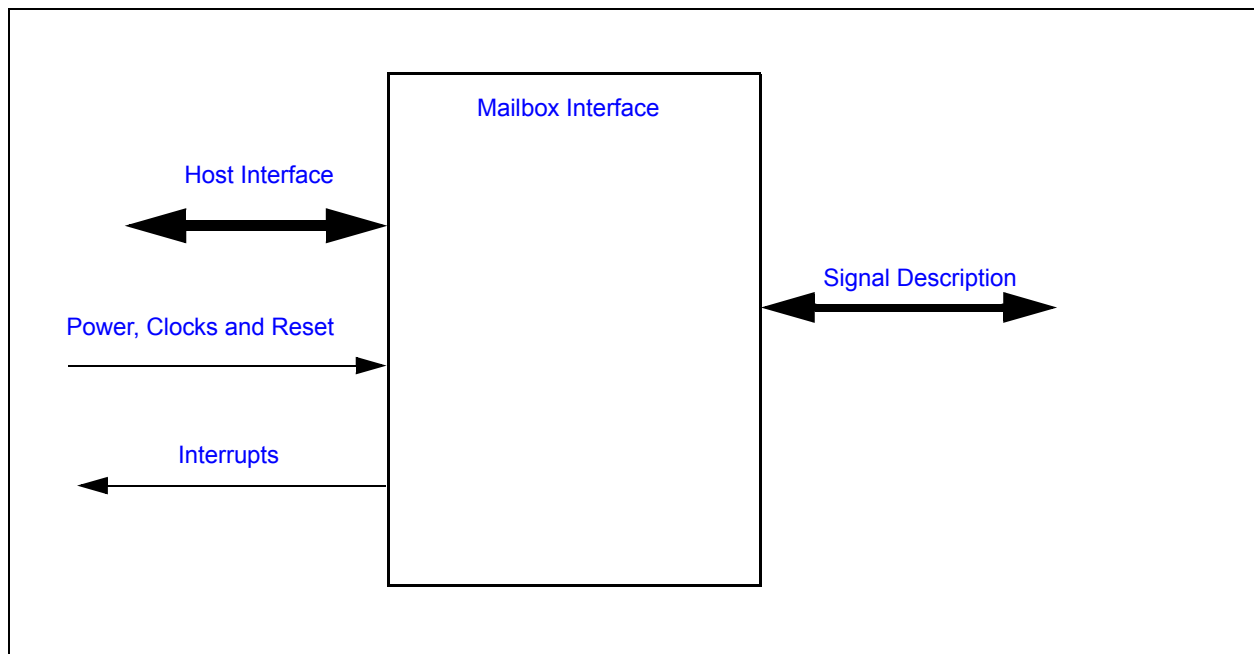 Mailbox Interface
Host Interface
Signal Description
Power, Clocks and Reset
Interrupts